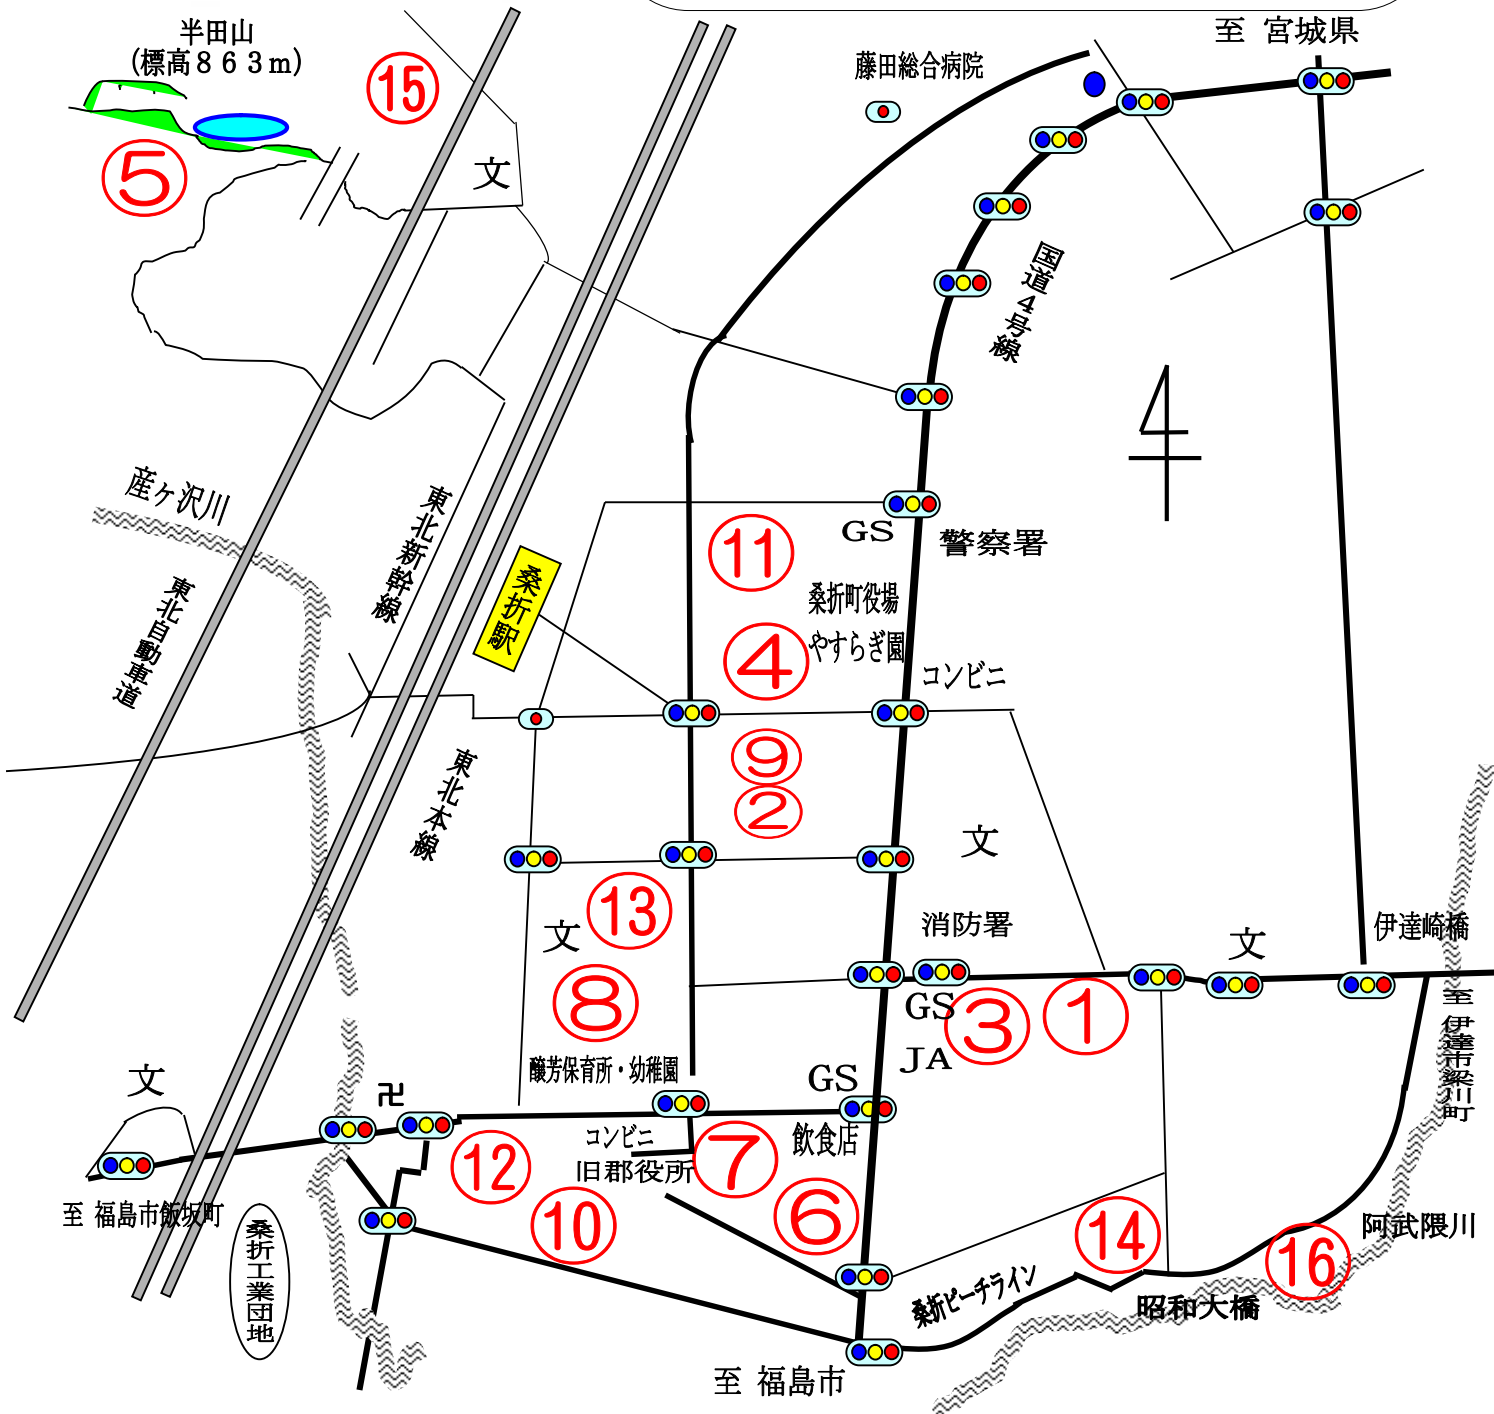 半田山
(標高８６３m)
至 宮城県
藤田総合病院
⑮
⑤
文
国道４号線
産ヶ沢川
東北自動車道
東北新幹線
桑折駅
東北本線
⑪
GS
警察署
桑折町役場
やすらぎ園
④
コンビニ
⑨
②
文
⑬
文
消防署
文
伊達崎橋
⑧
GS
③
①
JA
至 伊達市梁川町
醸芳保育所・幼稚園
GS
飲食店
文
卍
コンビニ
旧郡役所
⑦
⑫
⑩
⑥
至 福島市飯坂町
桑折工業団地
⑭
⑯
阿武隈川
桑折ピーチライン
昭和大橋
至 福島市